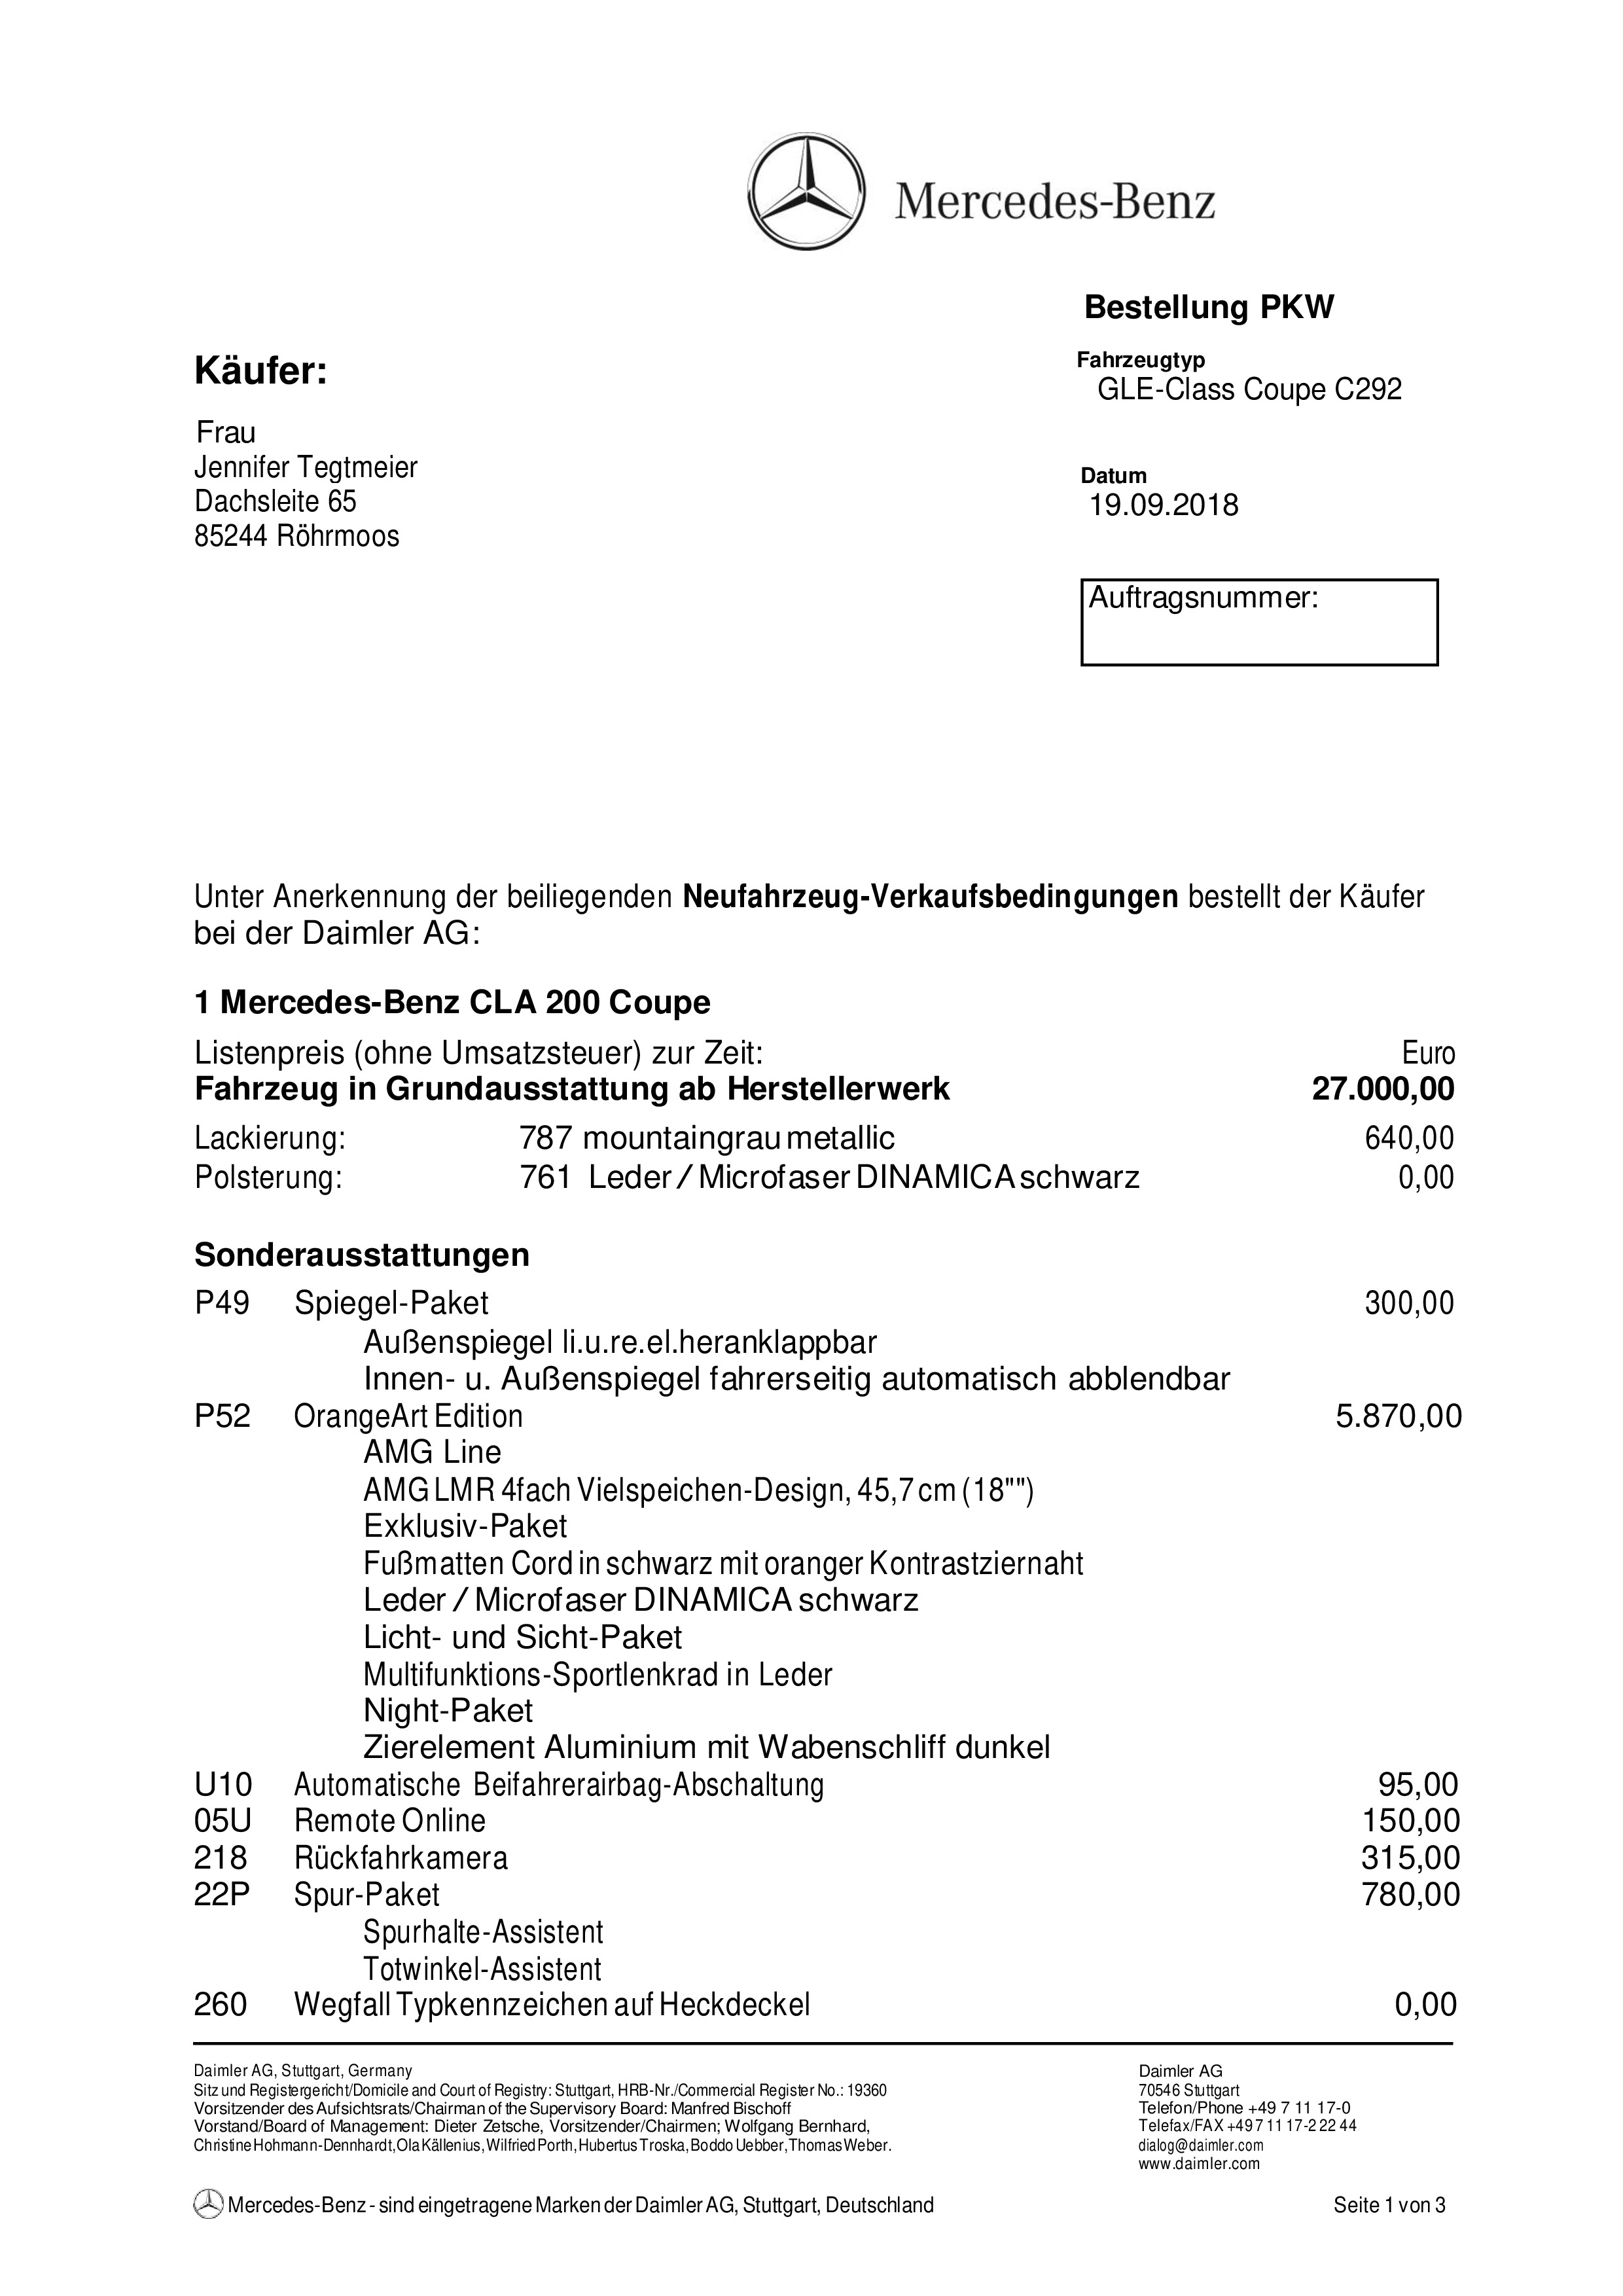 Mercedes-Benz
Bestellung PKW
Käufer:
Fahrzeugtyp
GLE-Class Coupe C292
Frau
Jennifer Tegtmeier
Dachsleite 65
85244 Röhrmoos
Datum
19.09.2018
Auftragsnummer:
Unter Anerkennung der beiliegenden Neufahrzeug-Verkaufsbedingungen bestellt der Käufer
bei der Daimler AG:
1 Mercedes-Benz CLA 200 Coupe
Listenpreis (ohne Umsatzsteuer) zur Zeit: Euro
Fahrzeug in Grundausstattung ab Herstellerwerk 27.000,00
Lackierung: 787 mountaingrau metallic 640,00
Polsterung: 761 Leder / Microfaser DINAMICA schwarz 0,00
Sonderausstattungen
P49 Spiegel-Paket 300,00
Außenspiegel li.u.re.el.heranklappbar
Innen- u. Außenspiegel fahrerseitig automatisch abblendbar
P52 OrangeArt Edition 5.870,00
AMG Line
AMG LMR 4fach Vielspeichen-Design, 45,7 cm (18"")
Exklusiv-Paket
Fußmatten Cord in schwarz mit oranger Kontrastziernaht
Leder / Microfaser DINAMICA schwarz
Licht- und Sicht-Paket
Multifunktions-Sportlenkrad in Leder
Night-Paket
Zierelement Aluminium mit Wabenschliff dunkel
U10 Automatische Beifahrerairbag-Abschaltung 95,00
05U Remote Online 150,00
218 Rückfahrkamera 315,00
22P Spur-Paket 780,00
Spurhalte-Assistent
Totwinkel-Assistent
260 Wegfall Typkennzeichen auf Heckdeckel 0,00
Daimler AG, Stuttgart, Germany
Sitz und Registergericht/Domicile and Court of Registry: Stuttgart, HRB-Nr./Commercial Register No.: 19360
Vorsitzender des Aufsichtsrats/Chairman of the Supervisory Board: Manfred Bischoff
Vorstand/Board of Management: Dieter Zetsche, Vorsitzender/Chairmen; Wolfgang Bernhard,
Christine Hohmann-Dennhardt, Ola Källenius, Wilfried Porth, Hubertus Troska, Boddo Uebber, Thomas Weber.
Daimler AG
70546 Stuttgart
Telefon/Phone +49 7 11 17-0
Telefax/FAX +49 7 11 17-2 22 44
dialog@daimler.com
www.daimler.com
Mercedes-Benz - sind eingetragene Marken der Daimler AG, Stuttgart, Deutschland
Seite 1 von 3